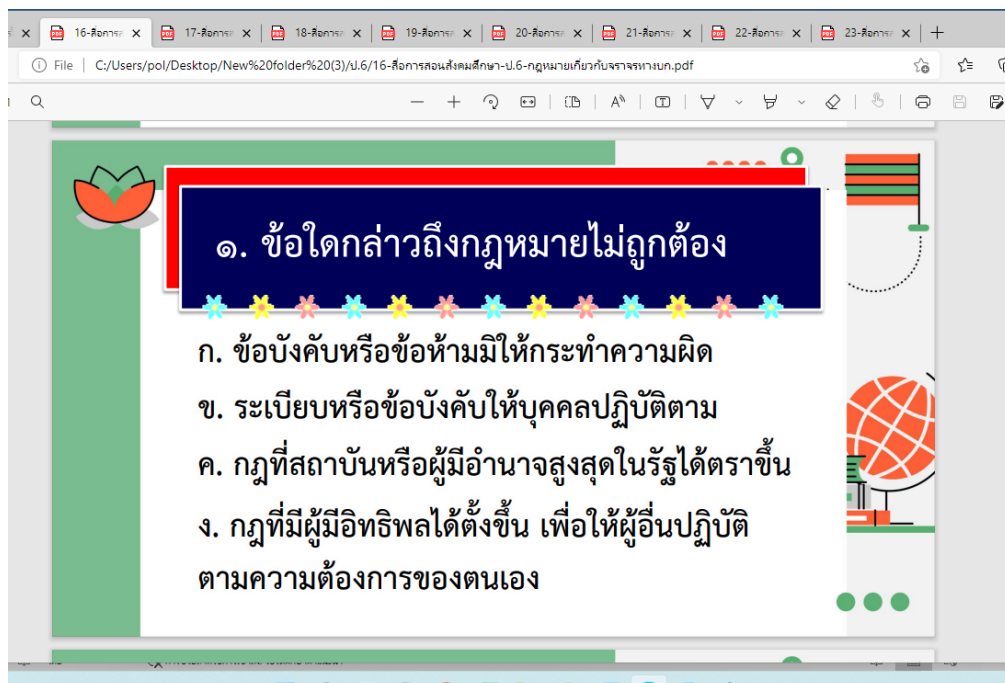 16-สื่อการส
17-สื่อการส
18-สื่อการส
19-สื่อการส
20-สื่อการส
21-สื่อการส
22-สื่อการส
23-สื่อการส
File | C:/Users/pol/Desktop/New%20folder%20(3)/ป.6/16-สื่อการสอนสังคมศึกษา-ป.6-กฎหมายเกี่ยวกับจราจรทางบก.pdf
๑. ข้อใดกล่าวถึงกฎหมายไม่ถูกต้อง
ก. ข้อบังคับหรือข้อห้ามมิให้กระทำความผิด
ข. ระเบียบหรือข้อบังคับให้บุคคลปฏิบัติตาม
ค. กฎที่สถาบันหรือผู้มีอำนาจสูงสุดในรัฐได้ตราขึ้น
ง. กฎที่มีผู้มีอิทธิพลได้ตั้งขึ้น เพื่อให้ผู้อื่นปฏิบัติ
ตามความต้องการของตนเอง